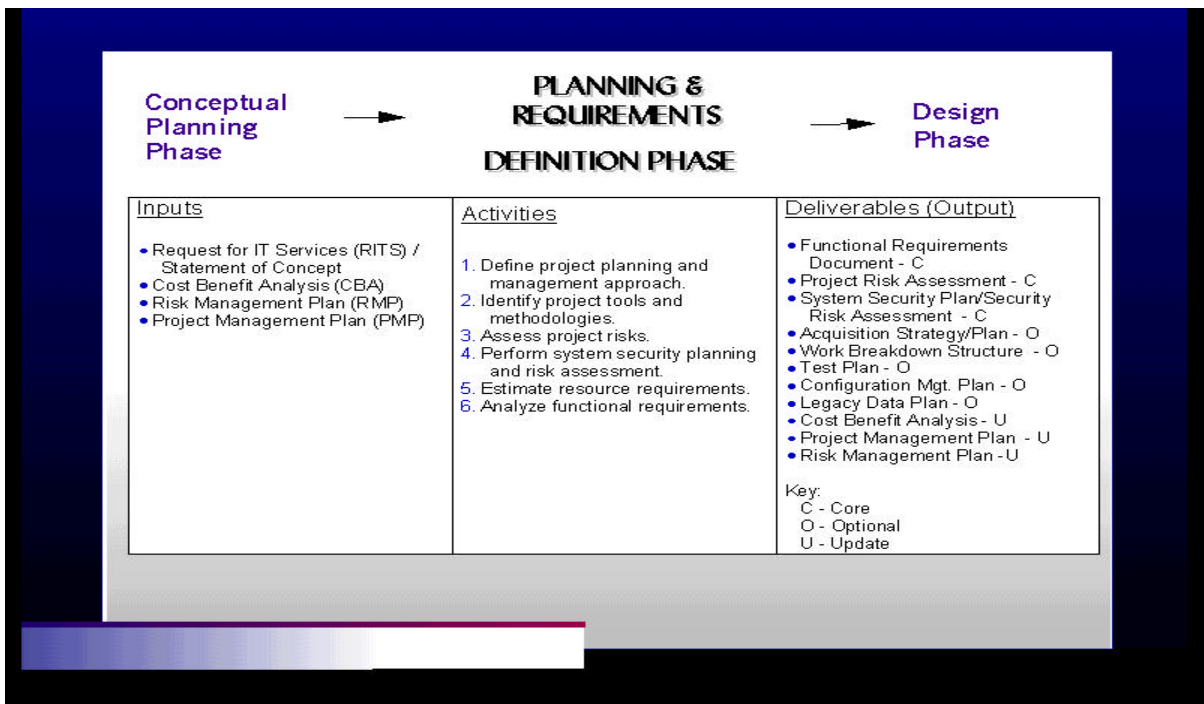 Conceptual
Planning
Phase
PLANNING &
REQUIREMENTS
DEFINITION PHASE
Design
Phase
Inputs
• Request for IT Services (RITS) /
Statement of Concept
• Cost Benefit Analysis (CBA)
• Risk Management Plan (RMP)
• Project Management Plan (PMP)
Activities
1. Define project planning and
management approach.
2. Identify project tools and
methodologies.
3. Assess project risks.
4. Perform system security planning
and risk assessment.
5. Estimate resource requirements.
6. Analyze functional requirements.
Deliverables (Output)
• Functional Requirements
Document - C
• Project Risk Assessment - C
• System Security Plan/Security
Risk Assessment - C
• Acquisition Strategy/Plan - O
• Work Breakdown Structure - O
• Test Plan - O
• Configuration Mgt. Plan - O
• Legacy Data Plan - O
• Cost Benefit Analysis - U
• Project Management Plan - U
• Risk Management Plan -U
Key:
C - Core
O - Optional
U - Update